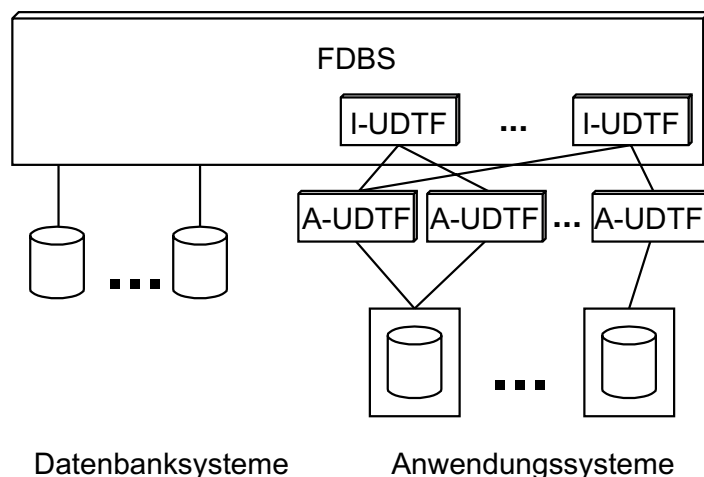 FDBS
I-UDTF ... I-UDTF
A-UDTF A-UDTF ... A-UDTF
...
...
Datenbanksysteme Anwendungssysteme